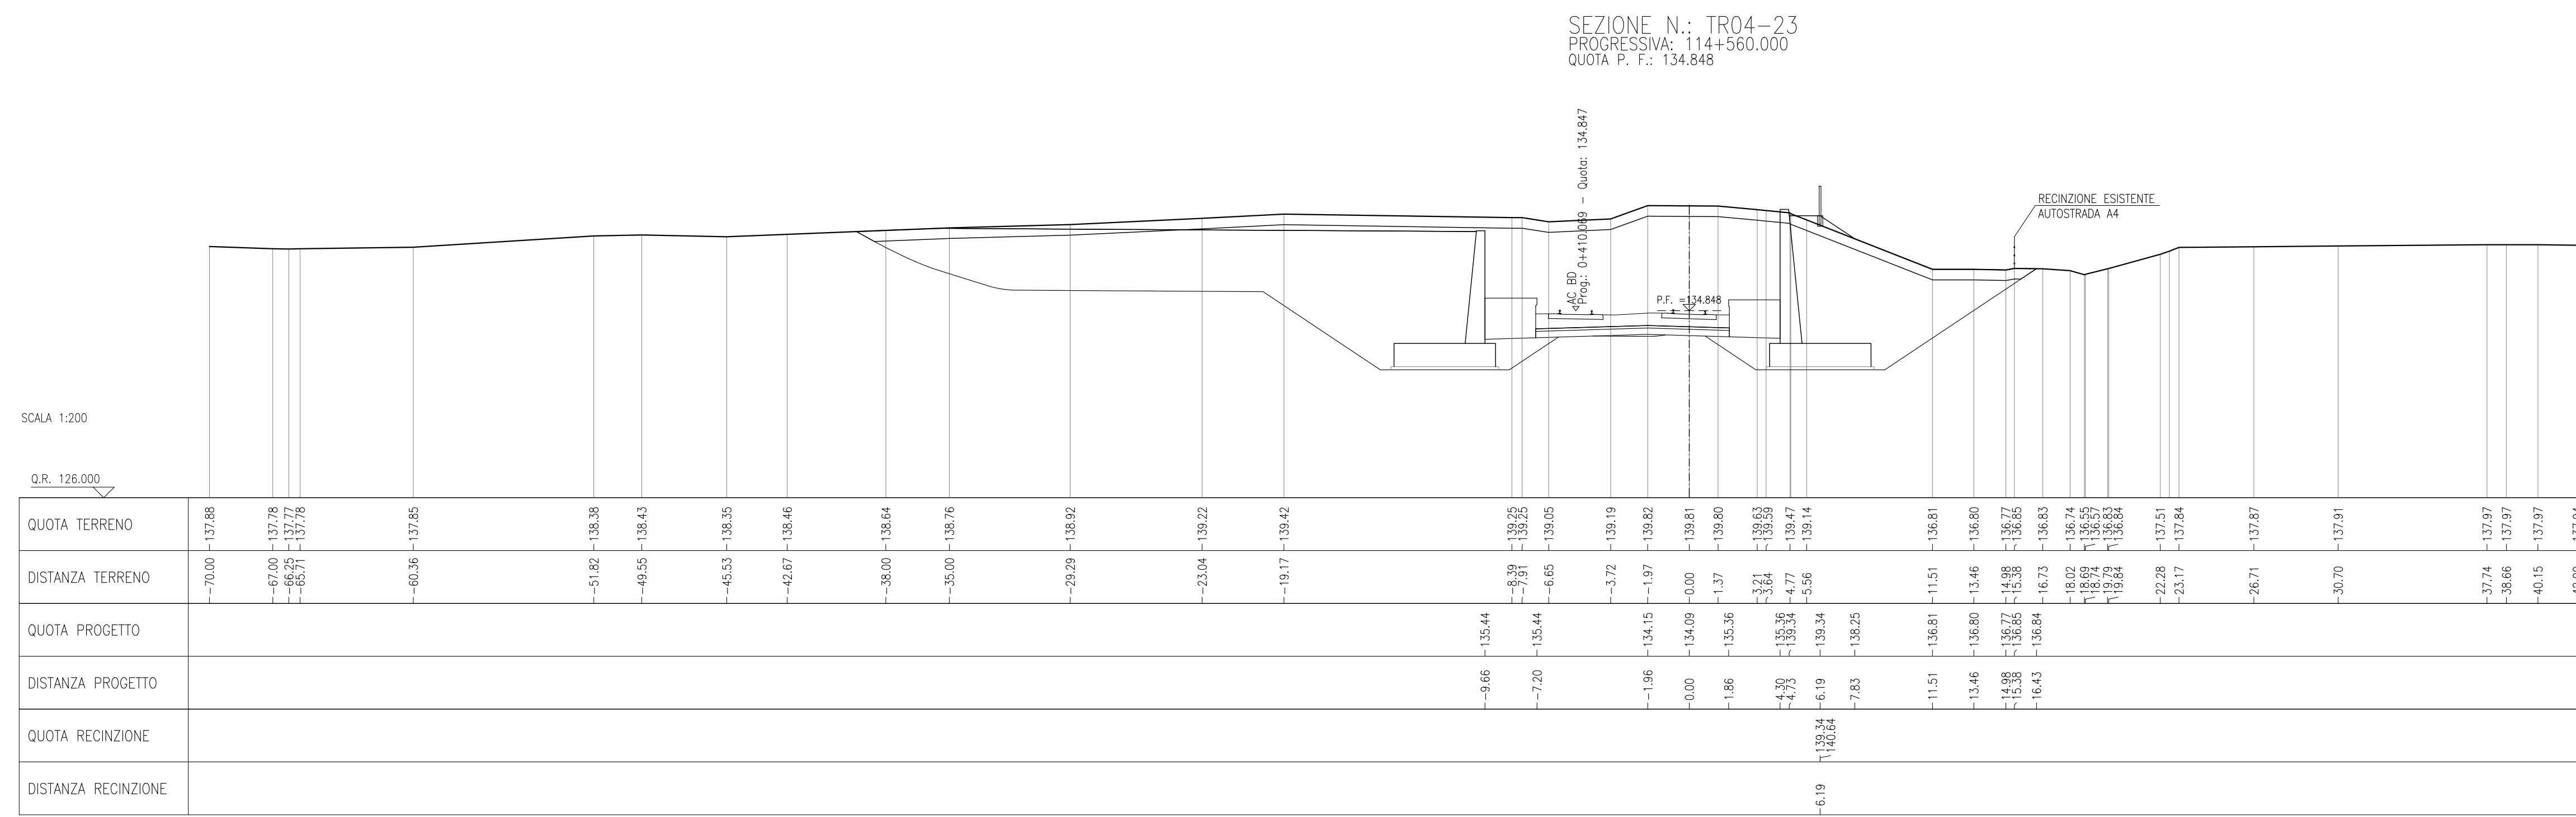 SEZIONE N.: TR04-23
PROGRESSIVA: 114+560.000
QUOTA P. F.: 134.848
AC BD
Prog.: 0+410.069 - Quota: 134.847
P.F. =134.848
RECINZIONE ESISTENTE
AUTOSTRADA A4
SCALA 1:200
Q.R. 126.000
QUOTA TERRENO 137.88 137.78 137.77 137.78 137.85 138.38 138.43 138.35 138.46 138.64 138.76 138.92 139.22 139.42 139.25 139.25 139.05 139.19 139.82 139.81 139.80 139.63 139.59 139.47 139.14 136.81 136.80 136.77 136.85 136.83 136.74 136.55 136.57 136.83 136.84 137.51 137.84 137.87 137.91 137.97 137.97 137.97
DISTANZA TERRENO -70.00 -67.00 -66.25 -65.71 -60.36 -51.82 -49.55 -45.53 -42.67 -38.00 -35.00 -29.29 -23.04 -19.17 -8.39 -7.91 -6.65 -3.72 -1.97 0.00 1.37 3.21 3.64 4.77 5.56 11.51 13.46 14.98 15.38 16.73 18.02 18.69 18.74 19.79 19.84 22.28 23.17 26.71 30.70 37.74 38.66 40.15
QUOTA PROGETTO 135.44 135.44 134.15 134.09 135.36 135.36 139.34 139.34 138.25 136.81 136.80 136.77 136.85 136.84
DISTANZA PROGETTO -9.66 -7.20 -1.96 0.00 1.86 4.30 4.73 6.19 7.83 11.51 13.46 14.98 15.38 16.43
QUOTA RECINZIONE 139.34 140.64
DISTANZA RECINZIONE 6.19